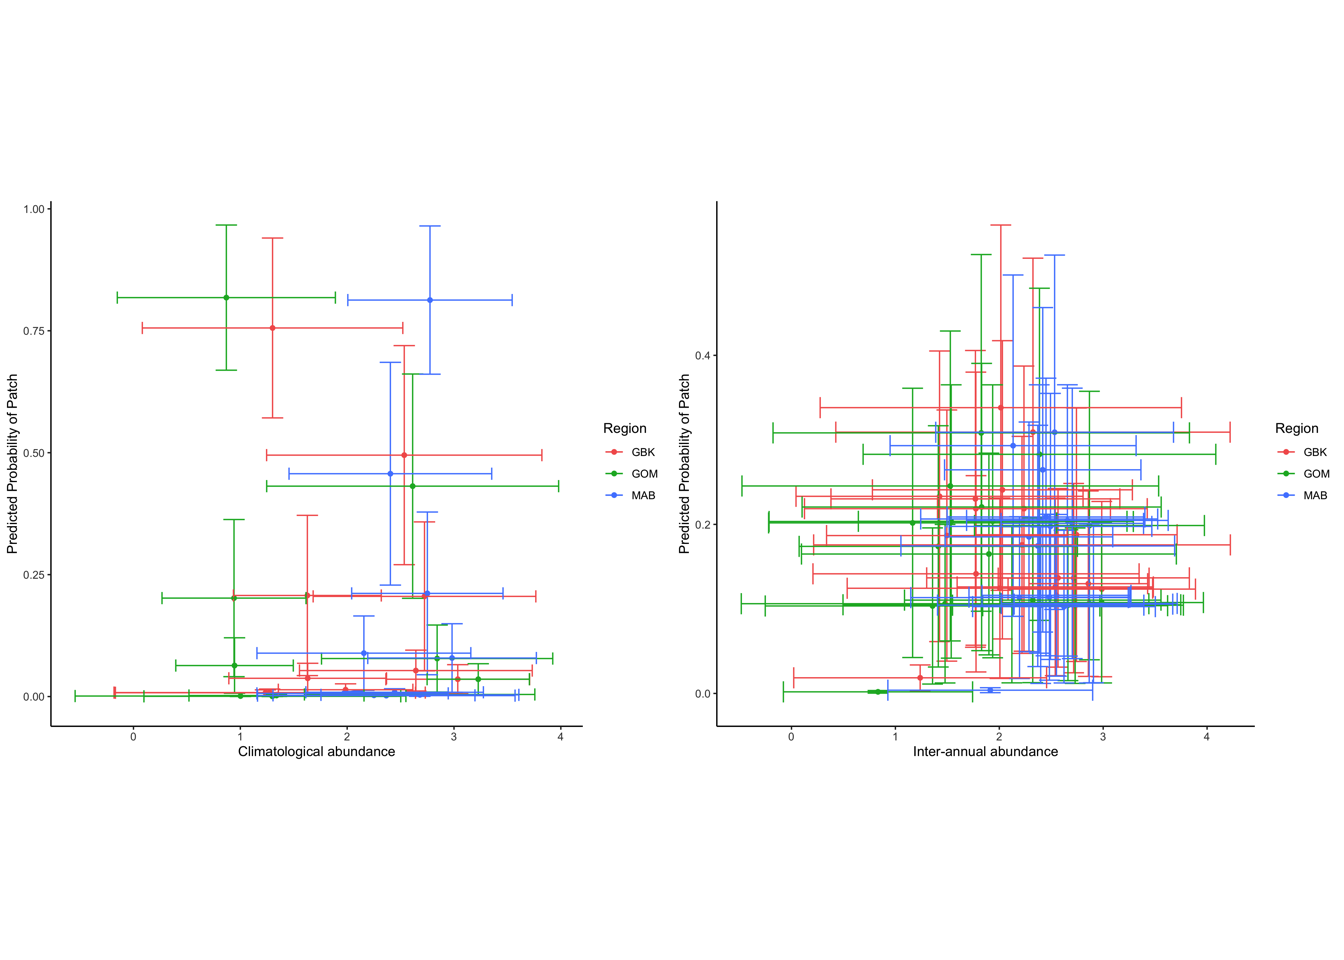 1.00
0.75
0.50
0.25
0.00
Predicted Probability of Patch
0 1 2 3 4
Climatological abundance
Region
GBK
GOM
MAB
0.4
0.2
0.0
Predicted Probability of Patch
0 1 2 3 4
Inter-annual abundance
Region
GBK
GOM
MAB